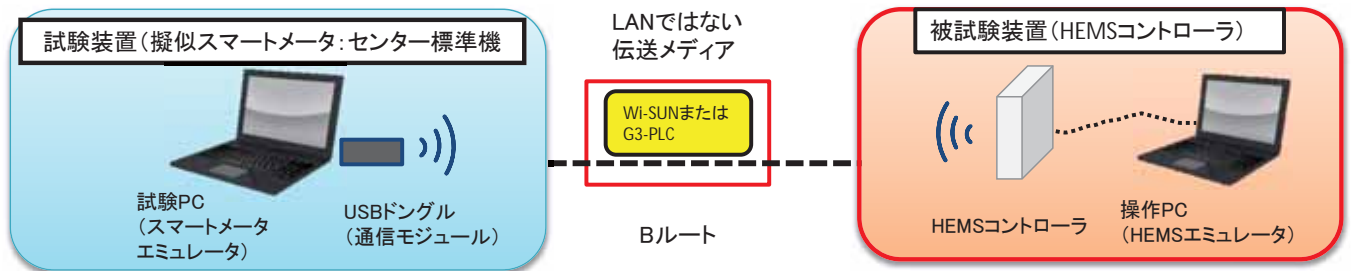 試験装置(擬似スマートメータ:センター標準機
LANではない
伝送メディア
被試験装置(HEMSコントローラ)
Wi-SUNまたは
G3-PLC
試験PC
(スマートメータ
エミュレータ)
USBドングル
(通信モジュール)
Bルート
HEMSコントローラ
操作PC
(HEMSエミュレータ)